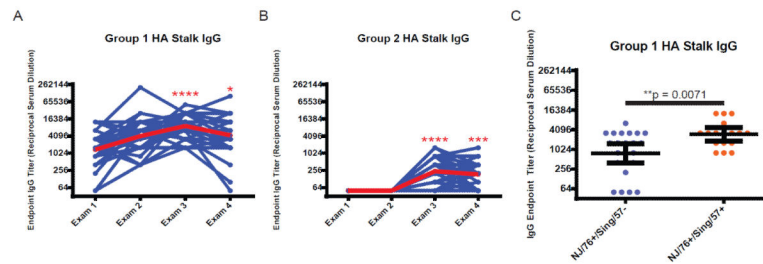 A
Group 1 HA Stalk IgG
Endpoint IgG Titer (Reciprocal Serum Dilution)
262144
65536
16384
4096
1024
256
64
****
*
Exam 1
Exam 2
Exam 3
Exam 4
B
Group 2 HA Stalk IgG
Endpoint IgG Titer (Reciprocal Serum Dilution)
262144
65536
16384
4096
1024
256
64
****
***
Exam 1
Exam 2
Exam 3
Exam 4
C
Group 1 HA Stalk IgG
IgG Endpoint Titer (Reciprocal Serum Dilution)
262144
65536
16384
4096
1024
256
64
**p = 0.0071
NJ/76+/Sing/57-
NJ/76+/Sing/57+